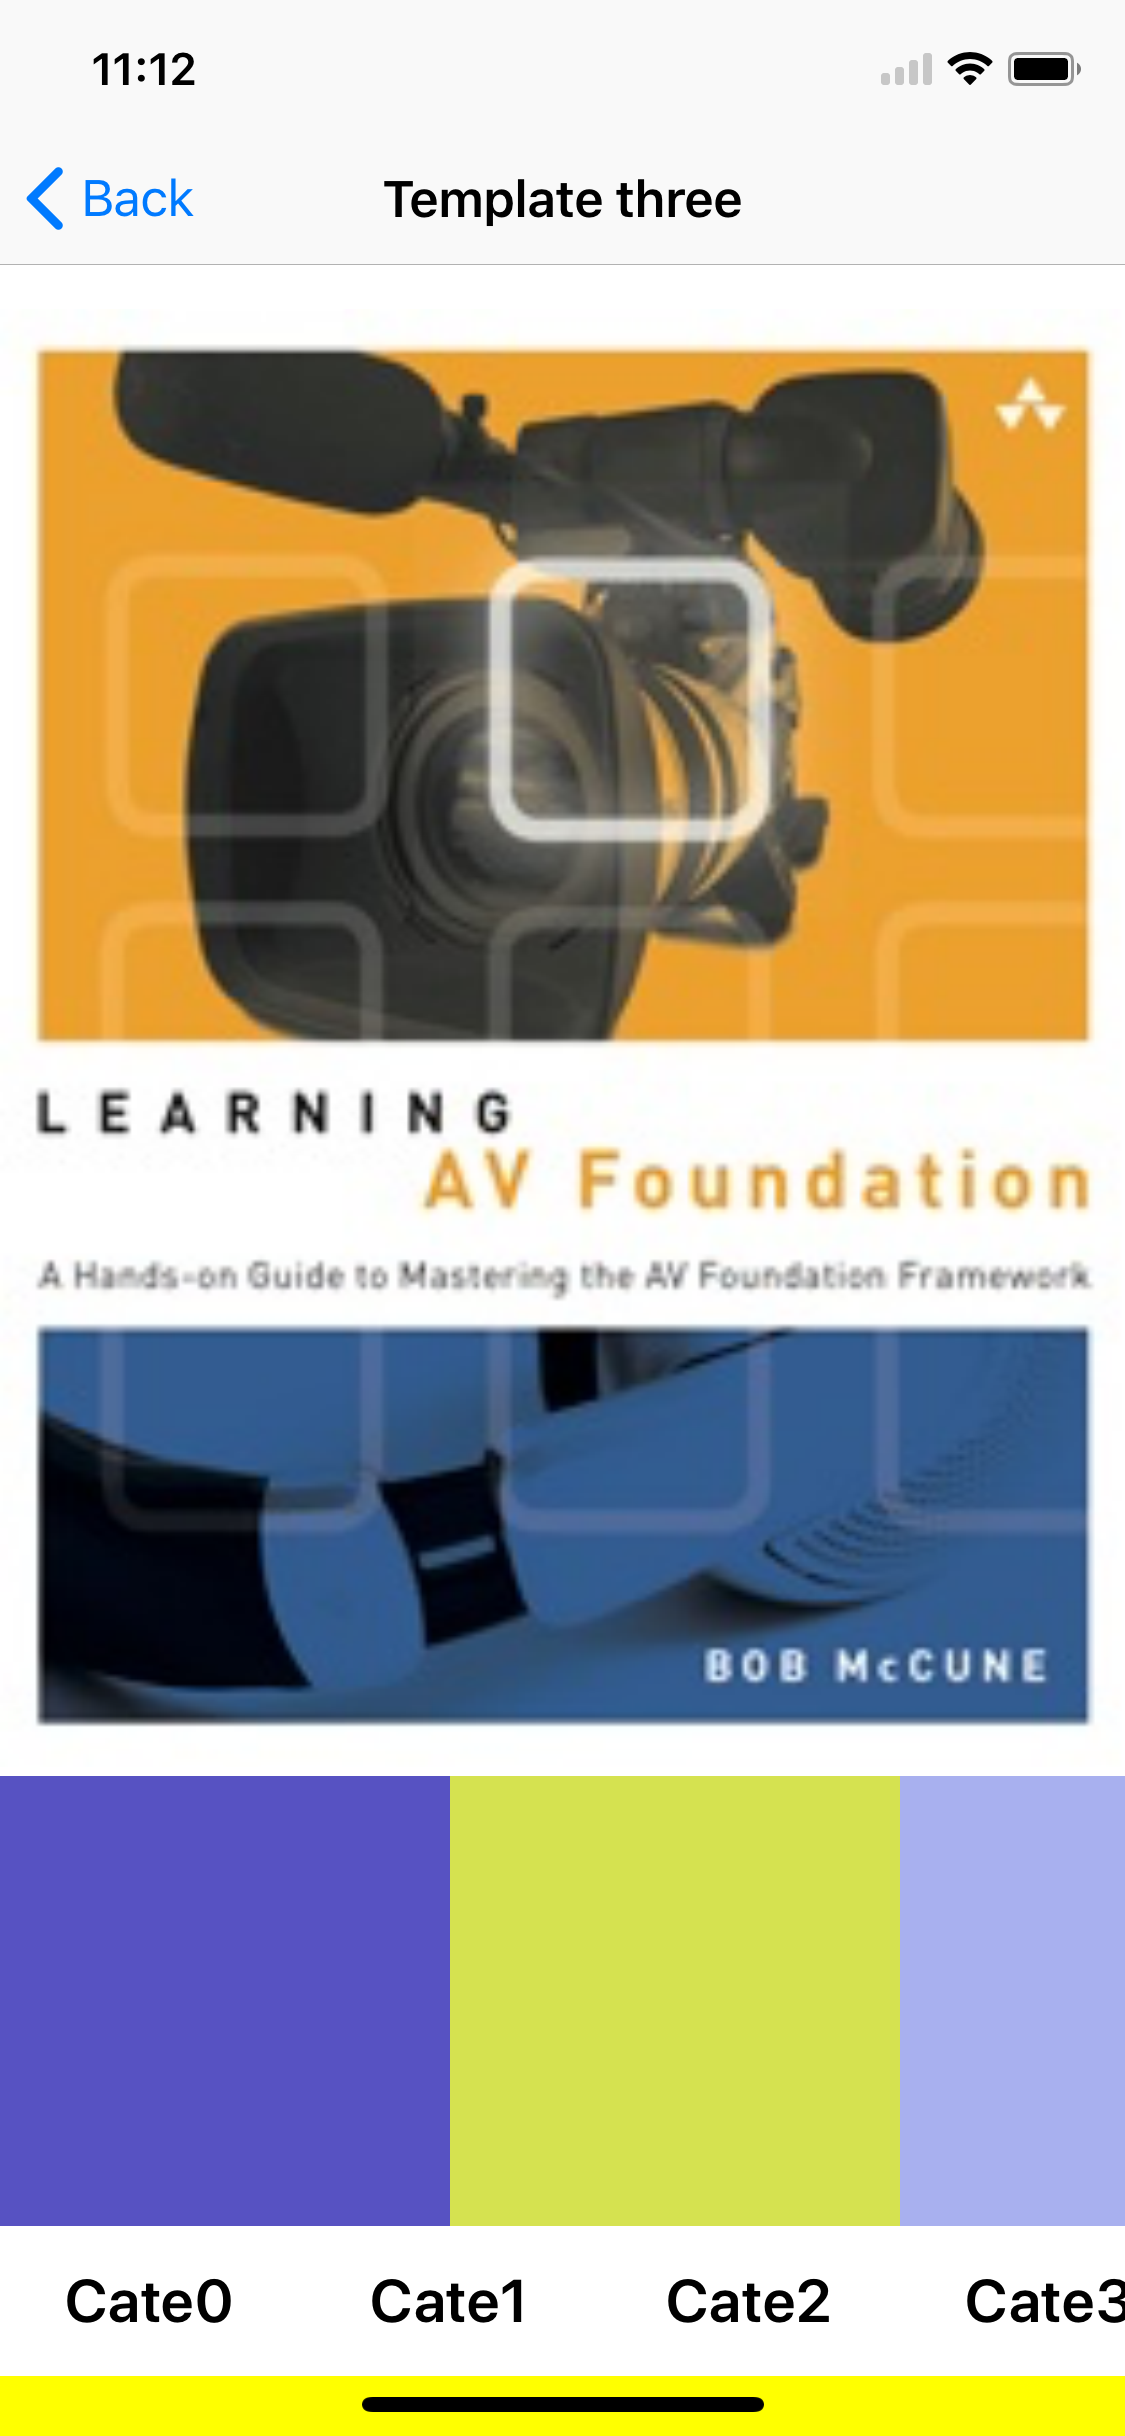 11:12
Back
Template three
LEARNING
AV Foundation
A Hands-on Guide to Mastering the AV Foundation Framework
BOB McCUNE
Cate0
Cate1
Cate2
Cate3